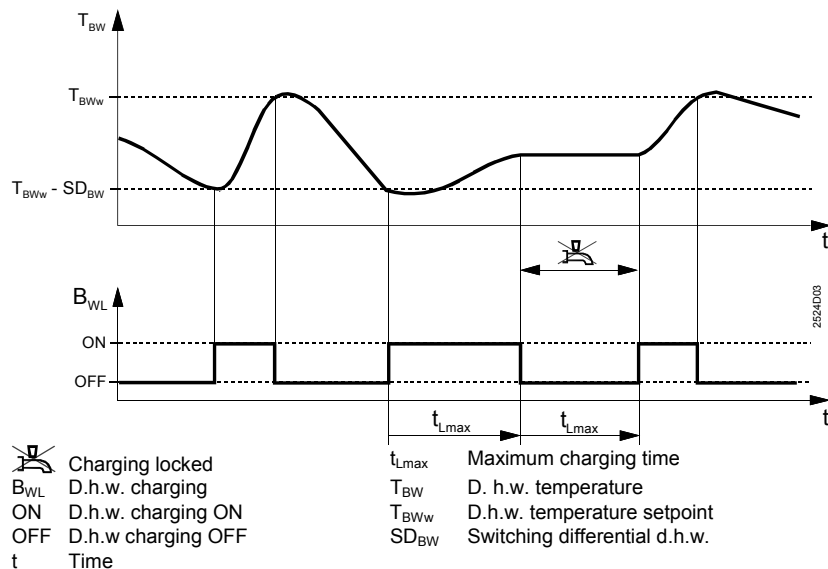 T_BW
T_BWw
T_BWw - SD_BW
t
B_WL
2524D03
ON
OFF
t
t_Lmax t_Lmax
Charging locked
B_WL D.h.w. charging
ON D.h.w. charging ON
OFF D.h.w charging OFF
t Time
t_Lmax Maximum charging time
T_BW D. h.w. temperature
T_BWw D.h.w. temperature setpoint
SD_BW Switching differential d.h.w.